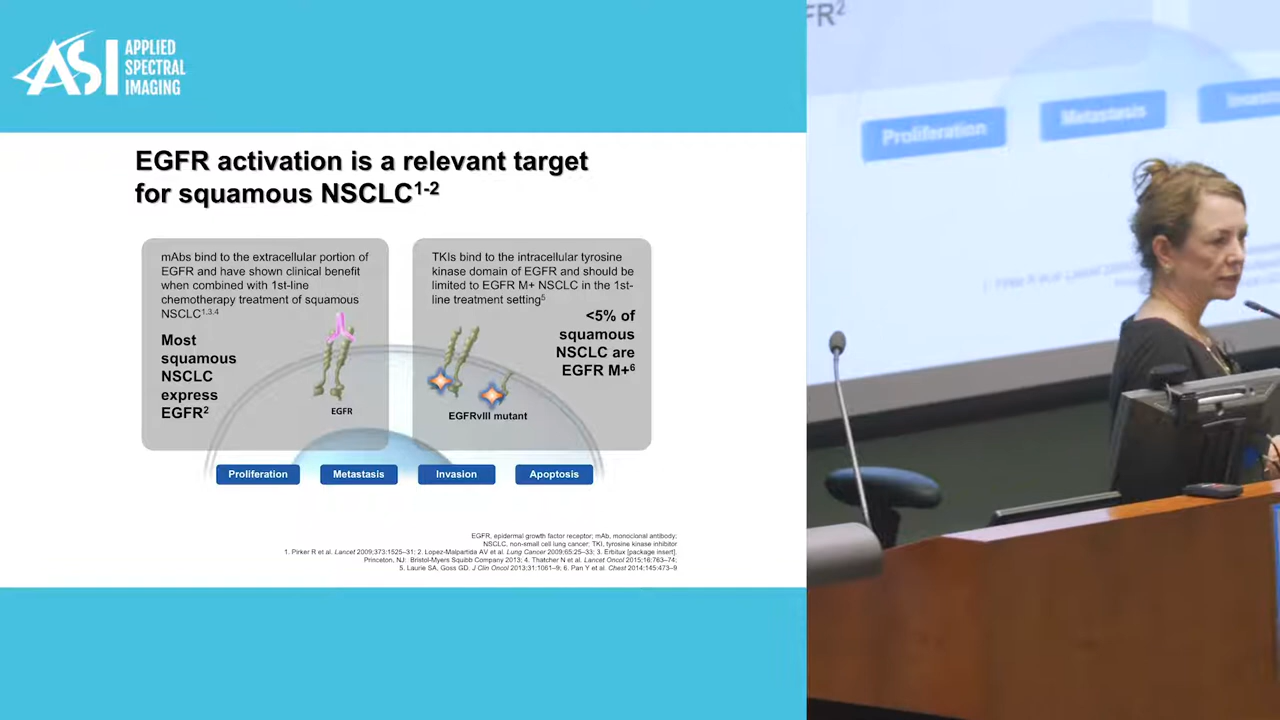 ASI APPLIED
SPECTRAL
IMAGING
EGFR activation is a relevant target
for squamous NSCLC1-2
mAbs bind to the extracellular portion of
EGFR and have shown clinical benefit
when combined with 1st-line
chemotherapy treatment of squamous
NSCLC1,3,4
Most
squamous
NSCLC
express
EGFR2
EGFR
TKIs bind to the intracellular tyrosine
kinase domain of EGFR and should be
limited to EGFR M+ NSCLC in the 1st-
line treatment setting5
<5% of
squamous
NSCLC are
EGFR M+6
EGFRvIII mutant
Proliferation Metastasis Invasion Apoptosis
EGFR, epidermal growth factor receptor; mAb, monoclonal antibody;
NSCLC, non-small cell lung cancer; TKI, tyrosine kinase inhibitor
1. Pirker R et al. Lancet 2009;373:1525–31; 2. Lopez-Malpartida AV et al. Lung Cancer 2009;65:25–33; 3. Erbitux [package insert].
Princeton, NJ: Bristol-Myers Squibb Company 2013; 4. Thatcher N et al. Lancet Oncol 2015;16:763–74;
5. Laurie SA, Goss GD. J Clin Oncol 2013;31:1061–9; 6. Pan Y et al. Chest 2014;145:473–9
FR2
Proliferation Metastasis